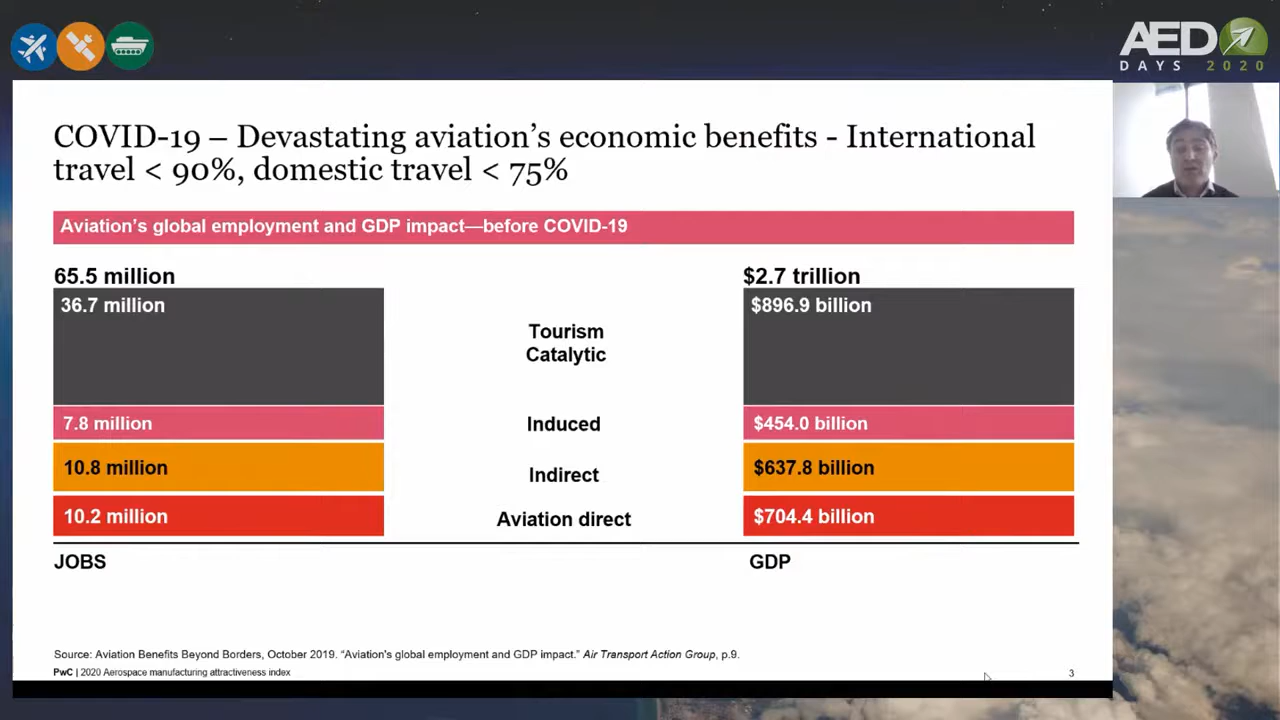 AED
DAYS 2020
COVID-19 – Devastating aviation’s economic benefits - International
travel < 90%, domestic travel < 75%
Aviation’s global employment and GDP impact—before COVID-19
65.5 million
$2.7 trillion
36.7 million
Tourism
Catalytic
$896.9 billion
7.8 million
Induced
$454.0 billion
10.8 million
Indirect
$637.8 billion
10.2 million
Aviation direct
$704.4 billion
JOBS
GDP
Source: Aviation Benefits Beyond Borders, October 2019. “Aviation's global employment and GDP impact.” Air Transport Action Group, p.9.
PwC | 2020 Aerospace manufacturing attractiveness index
3